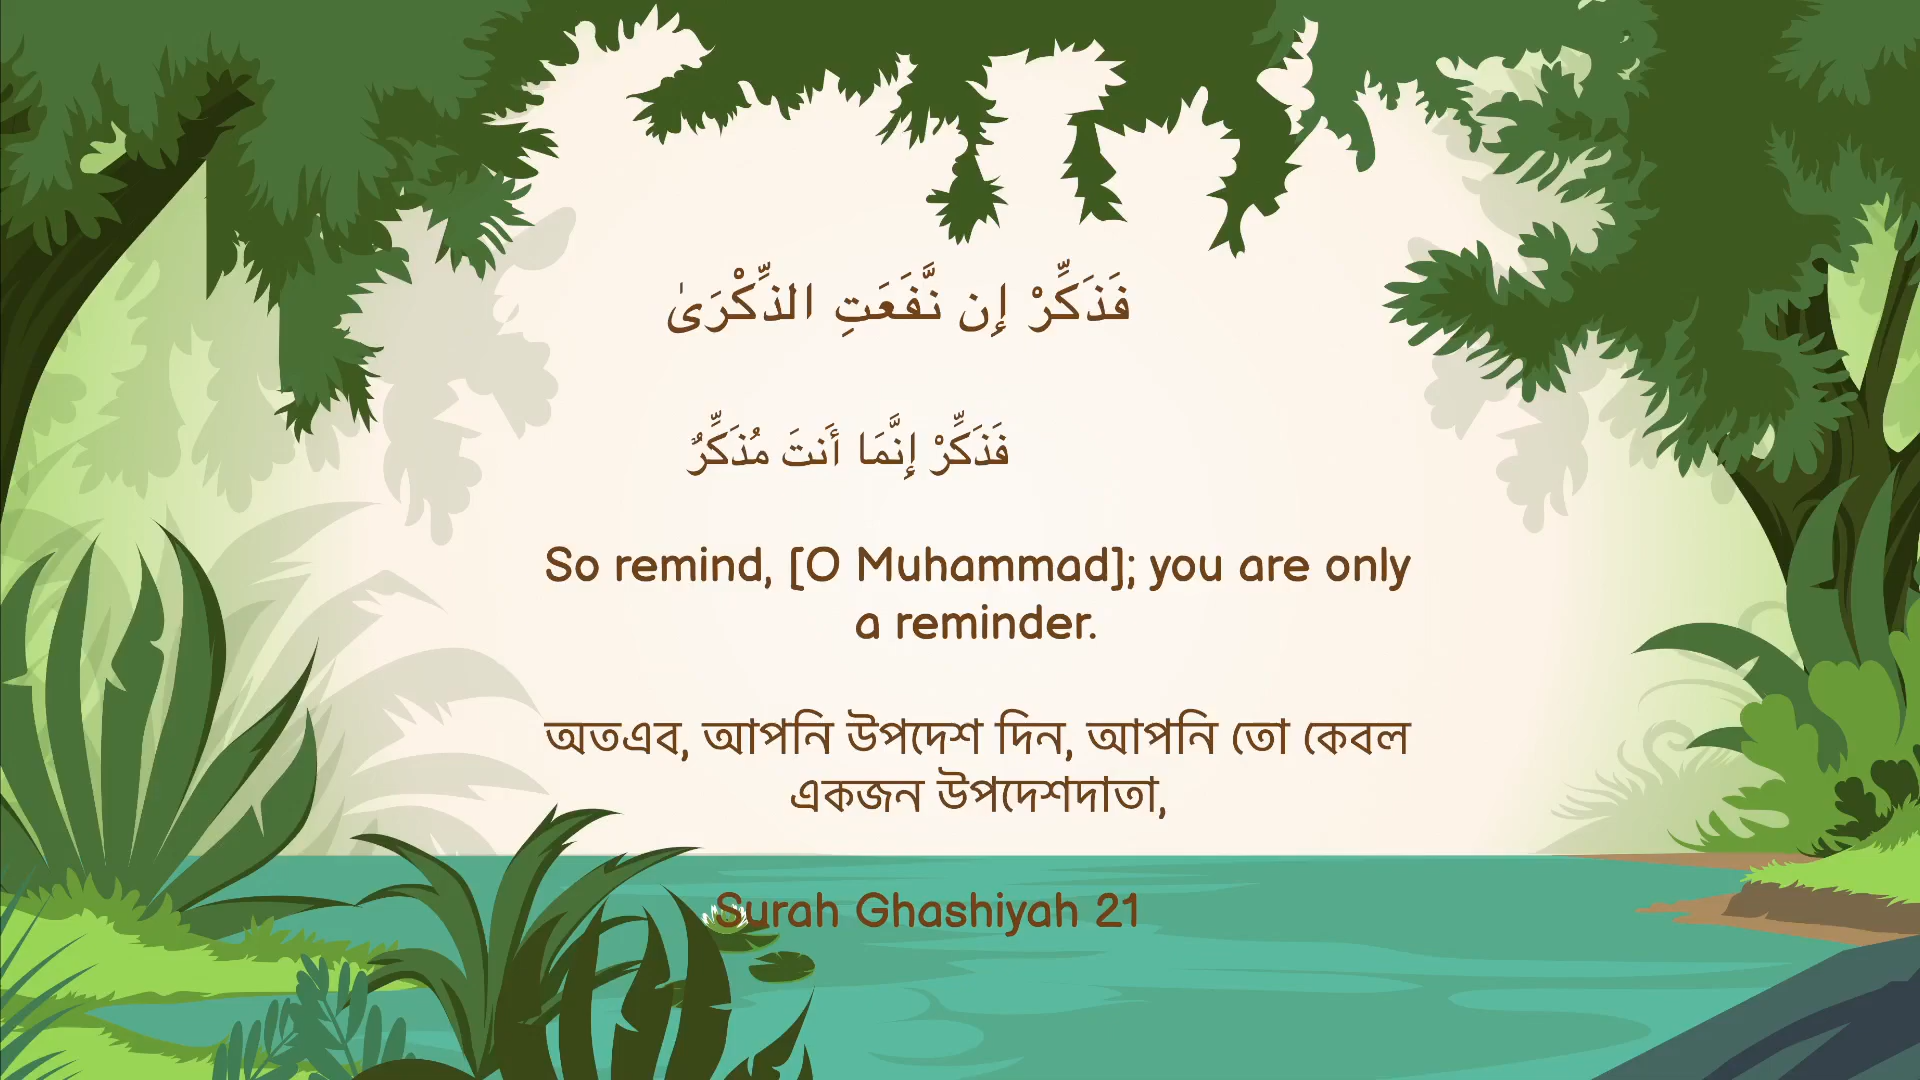 فَذَكِّرْ إِن نَّفَعَتِ الذِّكْرَىٰ
فَذَكِّرْ إِنَّمَا أَنتَ مُذَكِّرٌ
So remind, [O Muhammad]; you are only
a reminder.
অতএব, আপনি উপদেশ দিন, আপনি তো কেবল
একজন উপদেশদাতা,
Surah Ghashiyah 21